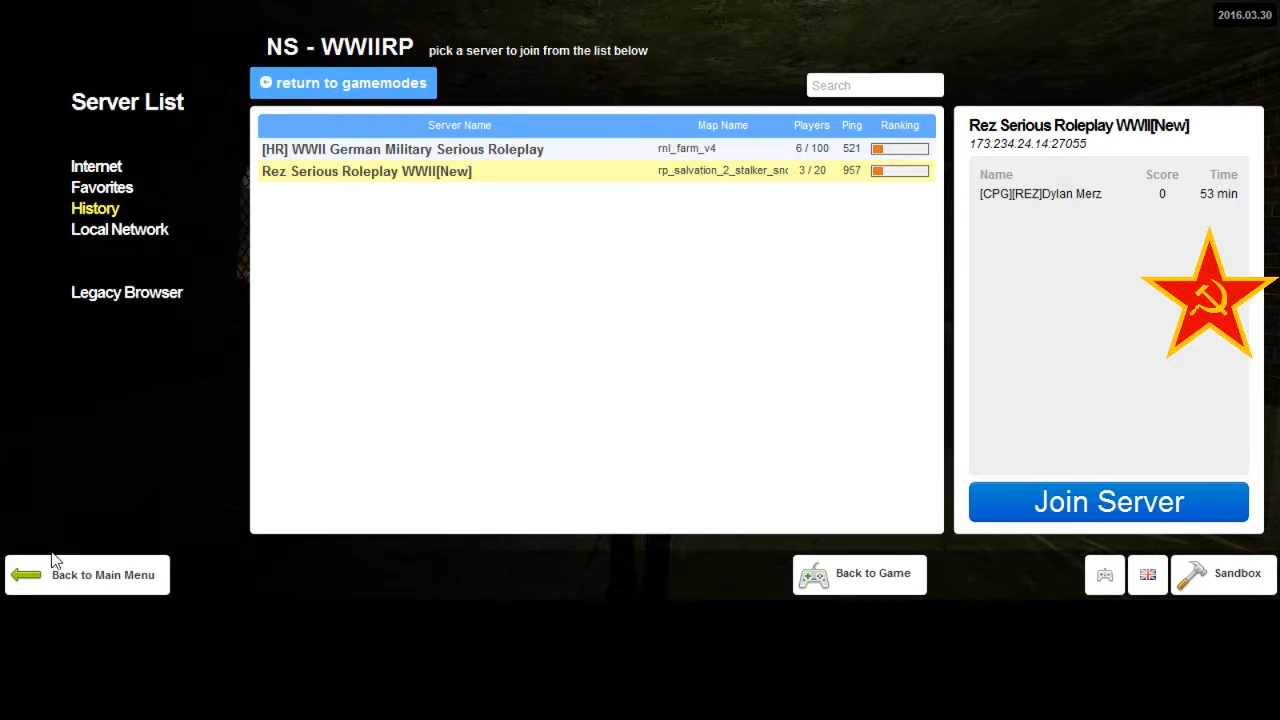 2016.03.30
NS - WWIIRP pick a server to join from the list below
return to gamemodes
Search
Server List
Internet
Favorites
History
Local Network
Legacy Browser
Server Name Map Name Players Ping Ranking
[HR] WWII German Military Serious Roleplay rnl_farm_v4 6 / 100 521
Rez Serious Roleplay WWII[New] rp_salvation_2_stalker_sno 3 / 20 957
Rez Serious Roleplay WWII[New]
173.234.24.14:27055
Name Score Time
[CPG][REZ]Dylan Merz 0 53 min
Join Server
Back to Main Menu
Back to Game
Sandbox